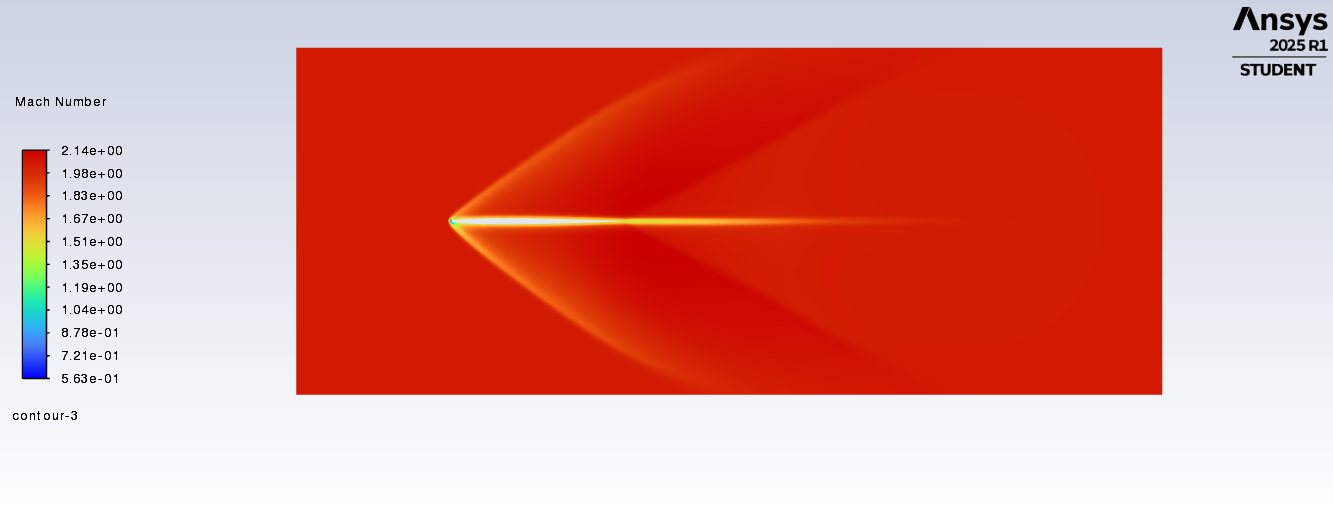 Ansys
2025 R1
STUDENT
Mach Number
2.14e+00
1.98e+00
1.83e+00
1.67e+00
1.51e+00
1.35e+00
1.19e+00
1.04e+00
8.78e-01
7.21e-01
5.63e-01
contour-3